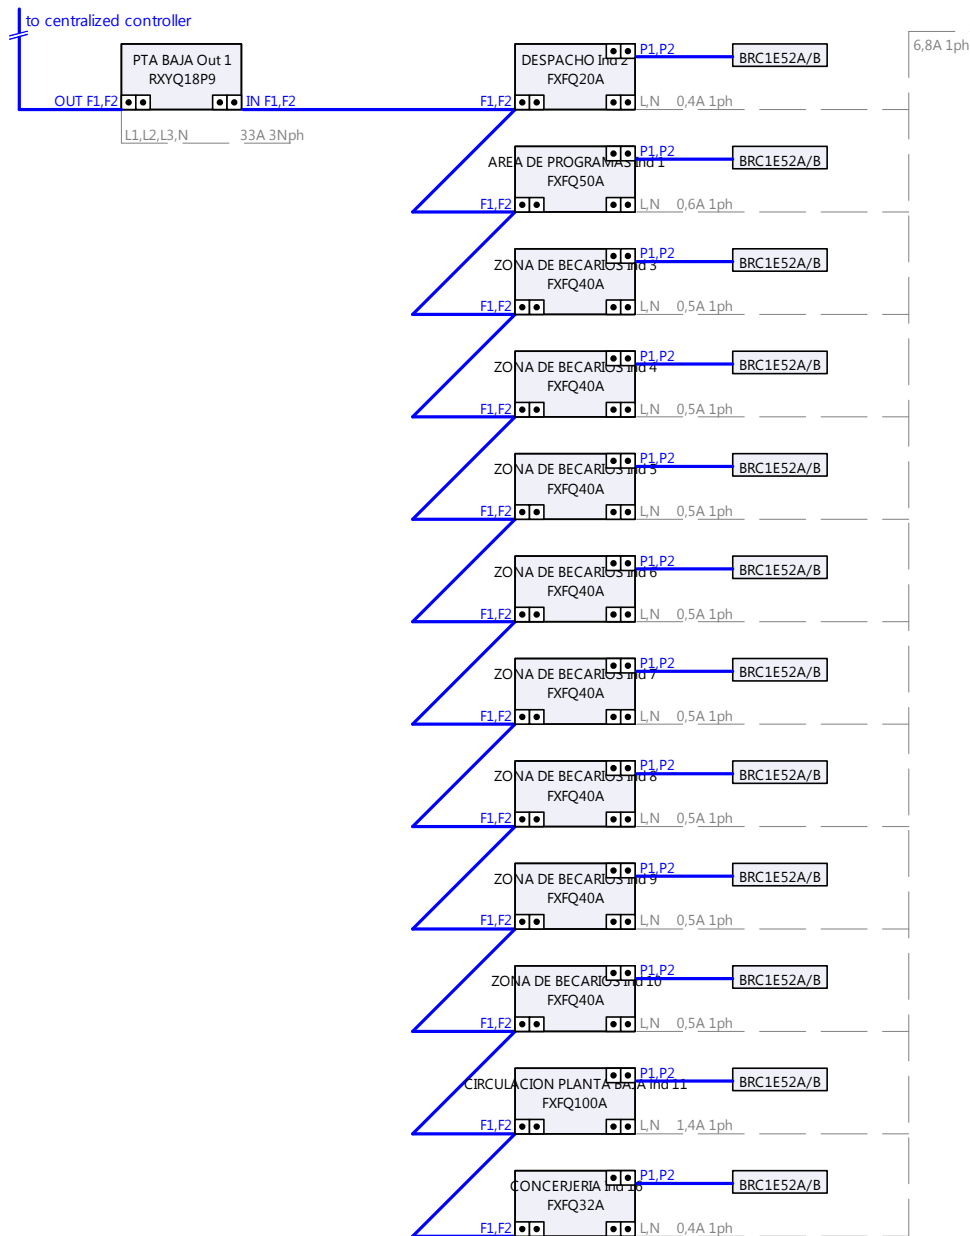 to centralized controller
6,8A 1ph
PTA BAJA Out 1
RXYQ18P9
OUT F1,F2
IN F1,F2
L1,L2,L3,N
33A 3Nph
DESPACHO Ind 2
FXFQ20A
P1,P2
BRC1E52A/B
F1,F2
L,N
0,4A 1ph
AREA DE PROGRAMAS Ind 1
FXFQ50A
P1,P2
BRC1E52A/B
F1,F2
L,N
0,6A 1ph
ZONA DE BECARIOS Ind 3
FXFQ40A
P1,P2
BRC1E52A/B
F1,F2
L,N
0,5A 1ph
ZONA DE BECARIOS Ind 4
FXFQ40A
P1,P2
BRC1E52A/B
F1,F2
L,N
0,5A 1ph
ZONA DE BECARIOS Ind 5
FXFQ40A
P1,P2
BRC1E52A/B
F1,F2
L,N
0,5A 1ph
ZONA DE BECARIOS Ind 6
FXFQ40A
P1,P2
BRC1E52A/B
F1,F2
L,N
0,5A 1ph
ZONA DE BECARIOS Ind 7
FXFQ40A
P1,P2
BRC1E52A/B
F1,F2
L,N
0,5A 1ph
ZONA DE BECARIOS Ind 8
FXFQ40A
P1,P2
BRC1E52A/B
F1,F2
L,N
0,5A 1ph
ZONA DE BECARIOS Ind 9
FXFQ40A
P1,P2
BRC1E52A/B
F1,F2
L,N
0,5A 1ph
ZONA DE BECARIOS Ind 10
FXFQ40A
P1,P2
BRC1E52A/B
F1,F2
L,N
0,5A 1ph
CIRCULACION PLANTA BAJA Ind 11
FXFQ100A
P1,P2
BRC1E52A/B
F1,F2
L,N
1,4A 1ph
CONCERJERIA Ind 16
FXFQ32A
P1,P2
BRC1E52A/B
F1,F2
L,N
0,4A 1ph